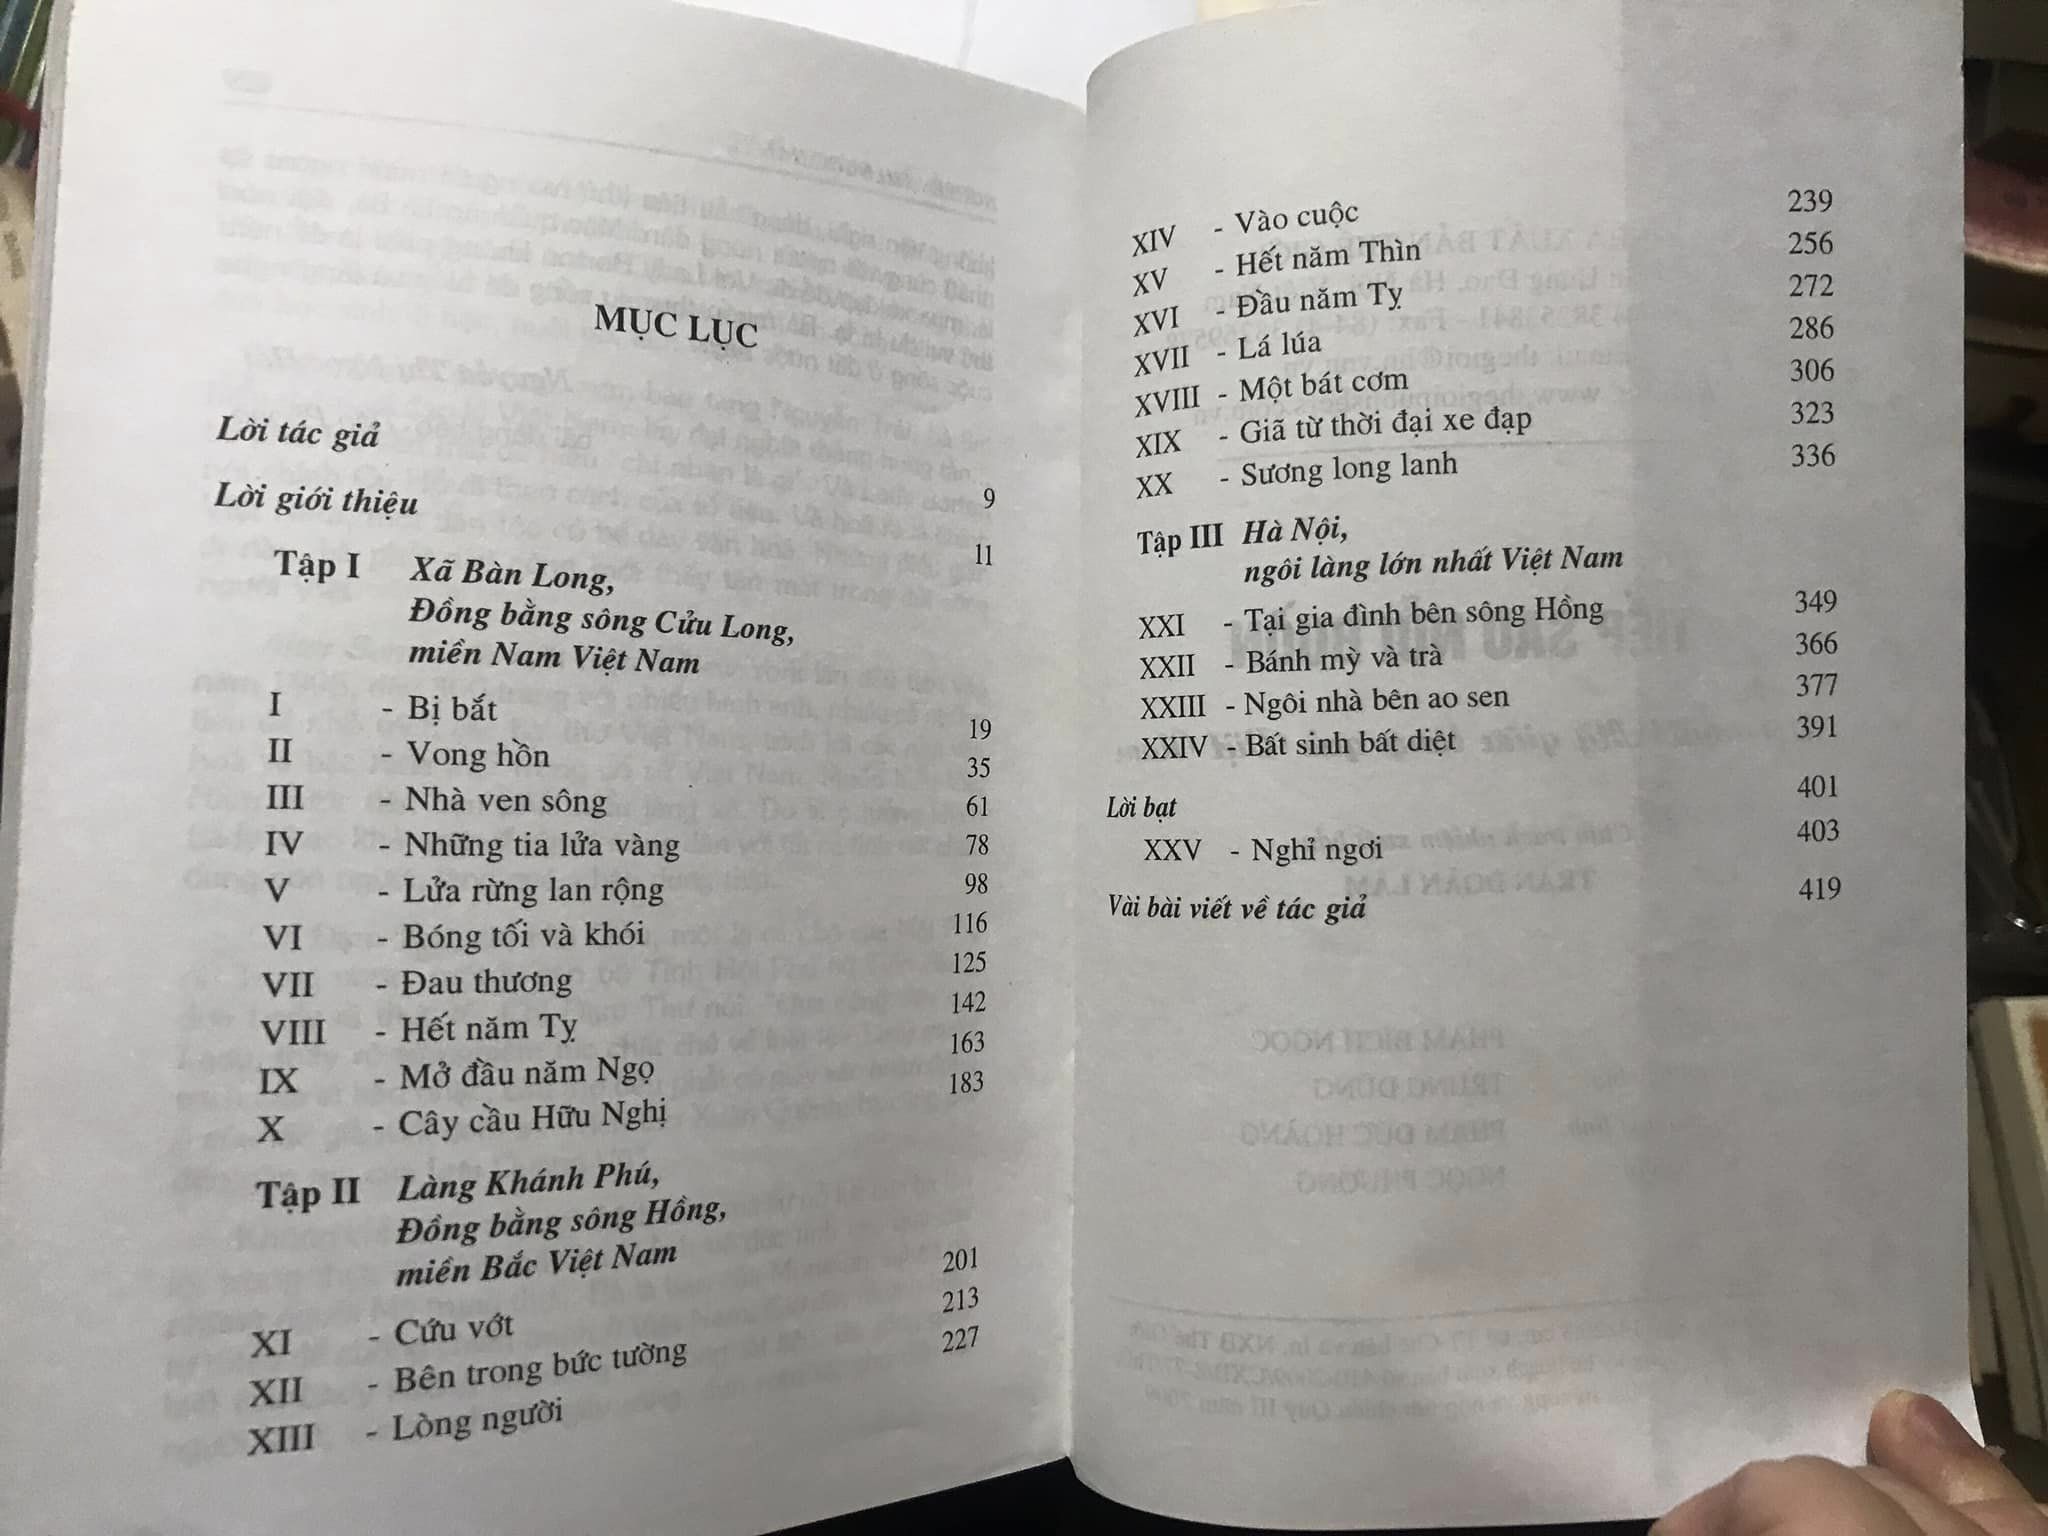 MỤC LỤC
Lời tác giả 9
Lời giới thiệu 11
Tập I Xã Bàn Long,
Đồng bằng sông Cửu Long,
miền Nam Việt Nam
I - Bị bắt 19
II - Vong hồn 35
III - Nhà ven sông 61
IV - Những tia lửa vàng 78
V - Lửa rừng lan rộng 98
VI - Bóng tối và khói 116
VII - Đau thương 125
VIII - Hết năm Tỵ 142
IX - Mở đầu năm Ngọ 163
X - Cây cầu Hữu Nghị 183
Tập II Làng Khánh Phú,
Đồng bằng sông Hồng,
miền Bắc Việt Nam
XI - Cứu vớt 201
XII - Bên trong bức tường 213
XIII - Lòng người 227
XIV - Vào cuộc 239
XV - Hết năm Thìn 256
XVI - Đầu năm Tỵ 272
XVII - Lá lúa 286
XVIII - Một bát cơm 306
XIX - Giã từ thời đại xe đạp 323
XX - Sương long lanh 336
Tập III Hà Nội,
ngôi làng lớn nhất Việt Nam
XXI - Tại gia đình bên sông Hồng 349
XXII - Bánh mỳ và trà 366
XXIII - Ngôi nhà bên ao sen 377
XXIV - Bất sinh bất diệt 391
Lời bạt 401
XXV - Nghỉ ngơi 403
Vài bài viết về tác giả 419